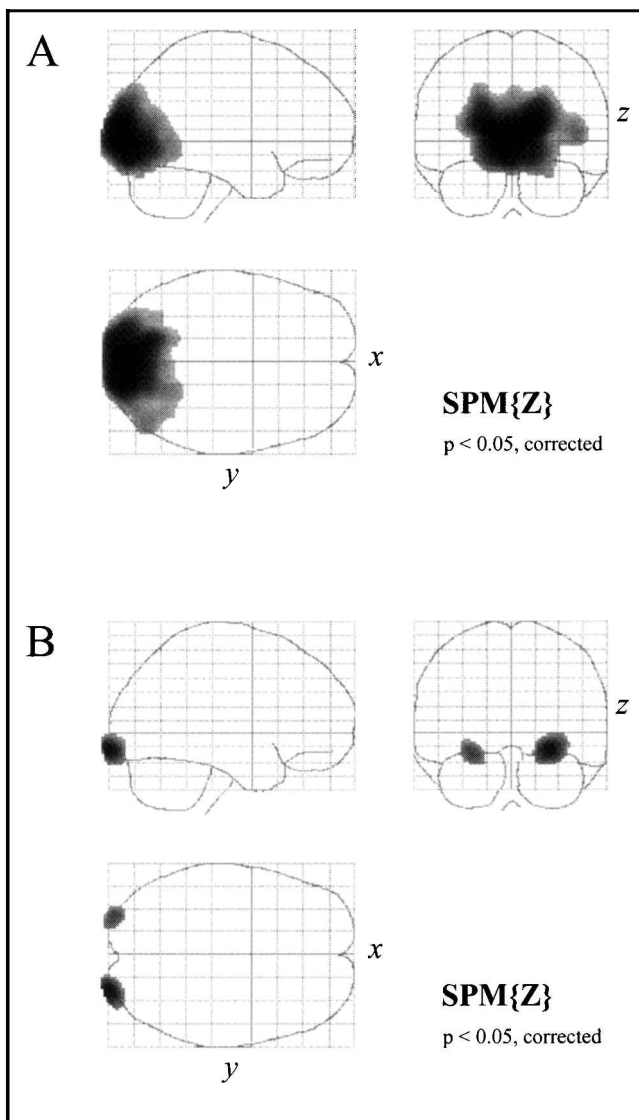 A
z
x
SPM{Z}
p < 0.05, corrected
y
B
z
x
SPM{Z}
p < 0.05, corrected
y